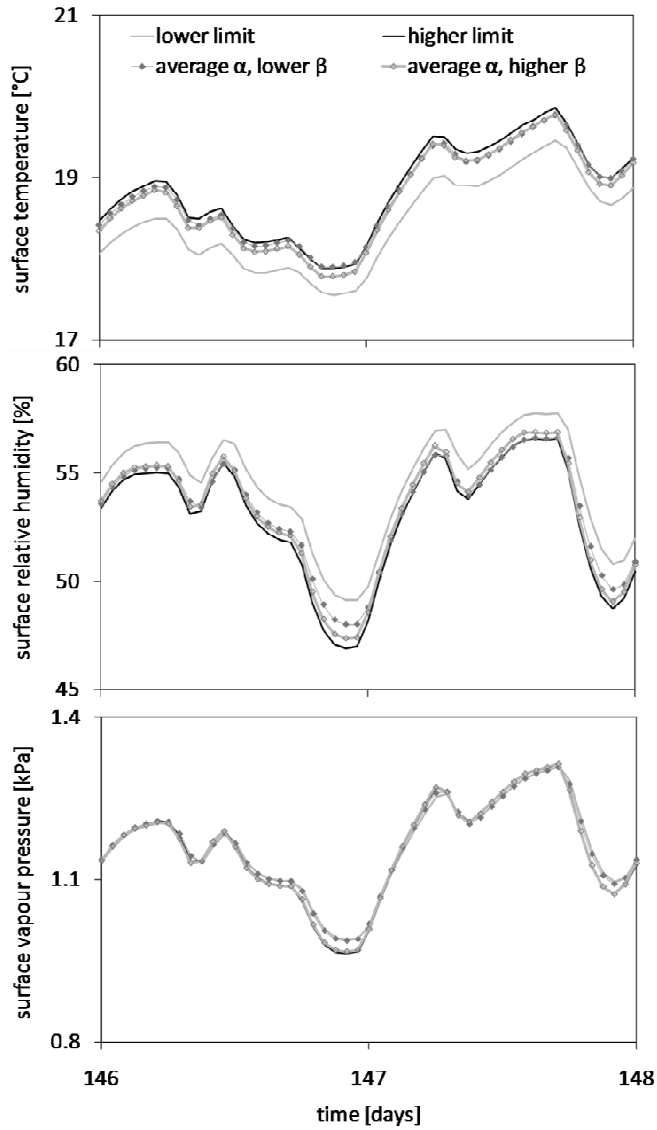 21
lower limit higher limit
average α, lower β average α, higher β
surface temperature [°C]
19
17
60
surface relative humidity [%]
55
50
45
1.4
surface vapour pressure [kPa]
1.1
0.8
146 147 148
time [days]